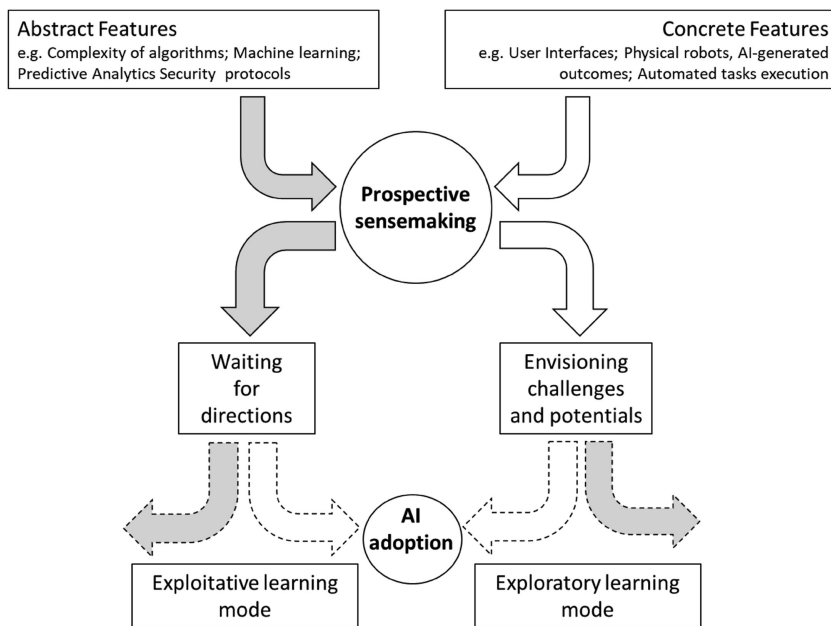 Abstract Features
e.g. Complexity of algorithms; Machine learning;
Predictive Analytics Security protocols
Concrete Features
e.g. User Interfaces; Physical robots, AI-generated
outcomes; Automated tasks execution
Prospective
sensemaking
Waiting
for
directions
Envisioning
challenges
and potentials
AI
adoption
Exploitative learning
mode
Exploratory learning
mode